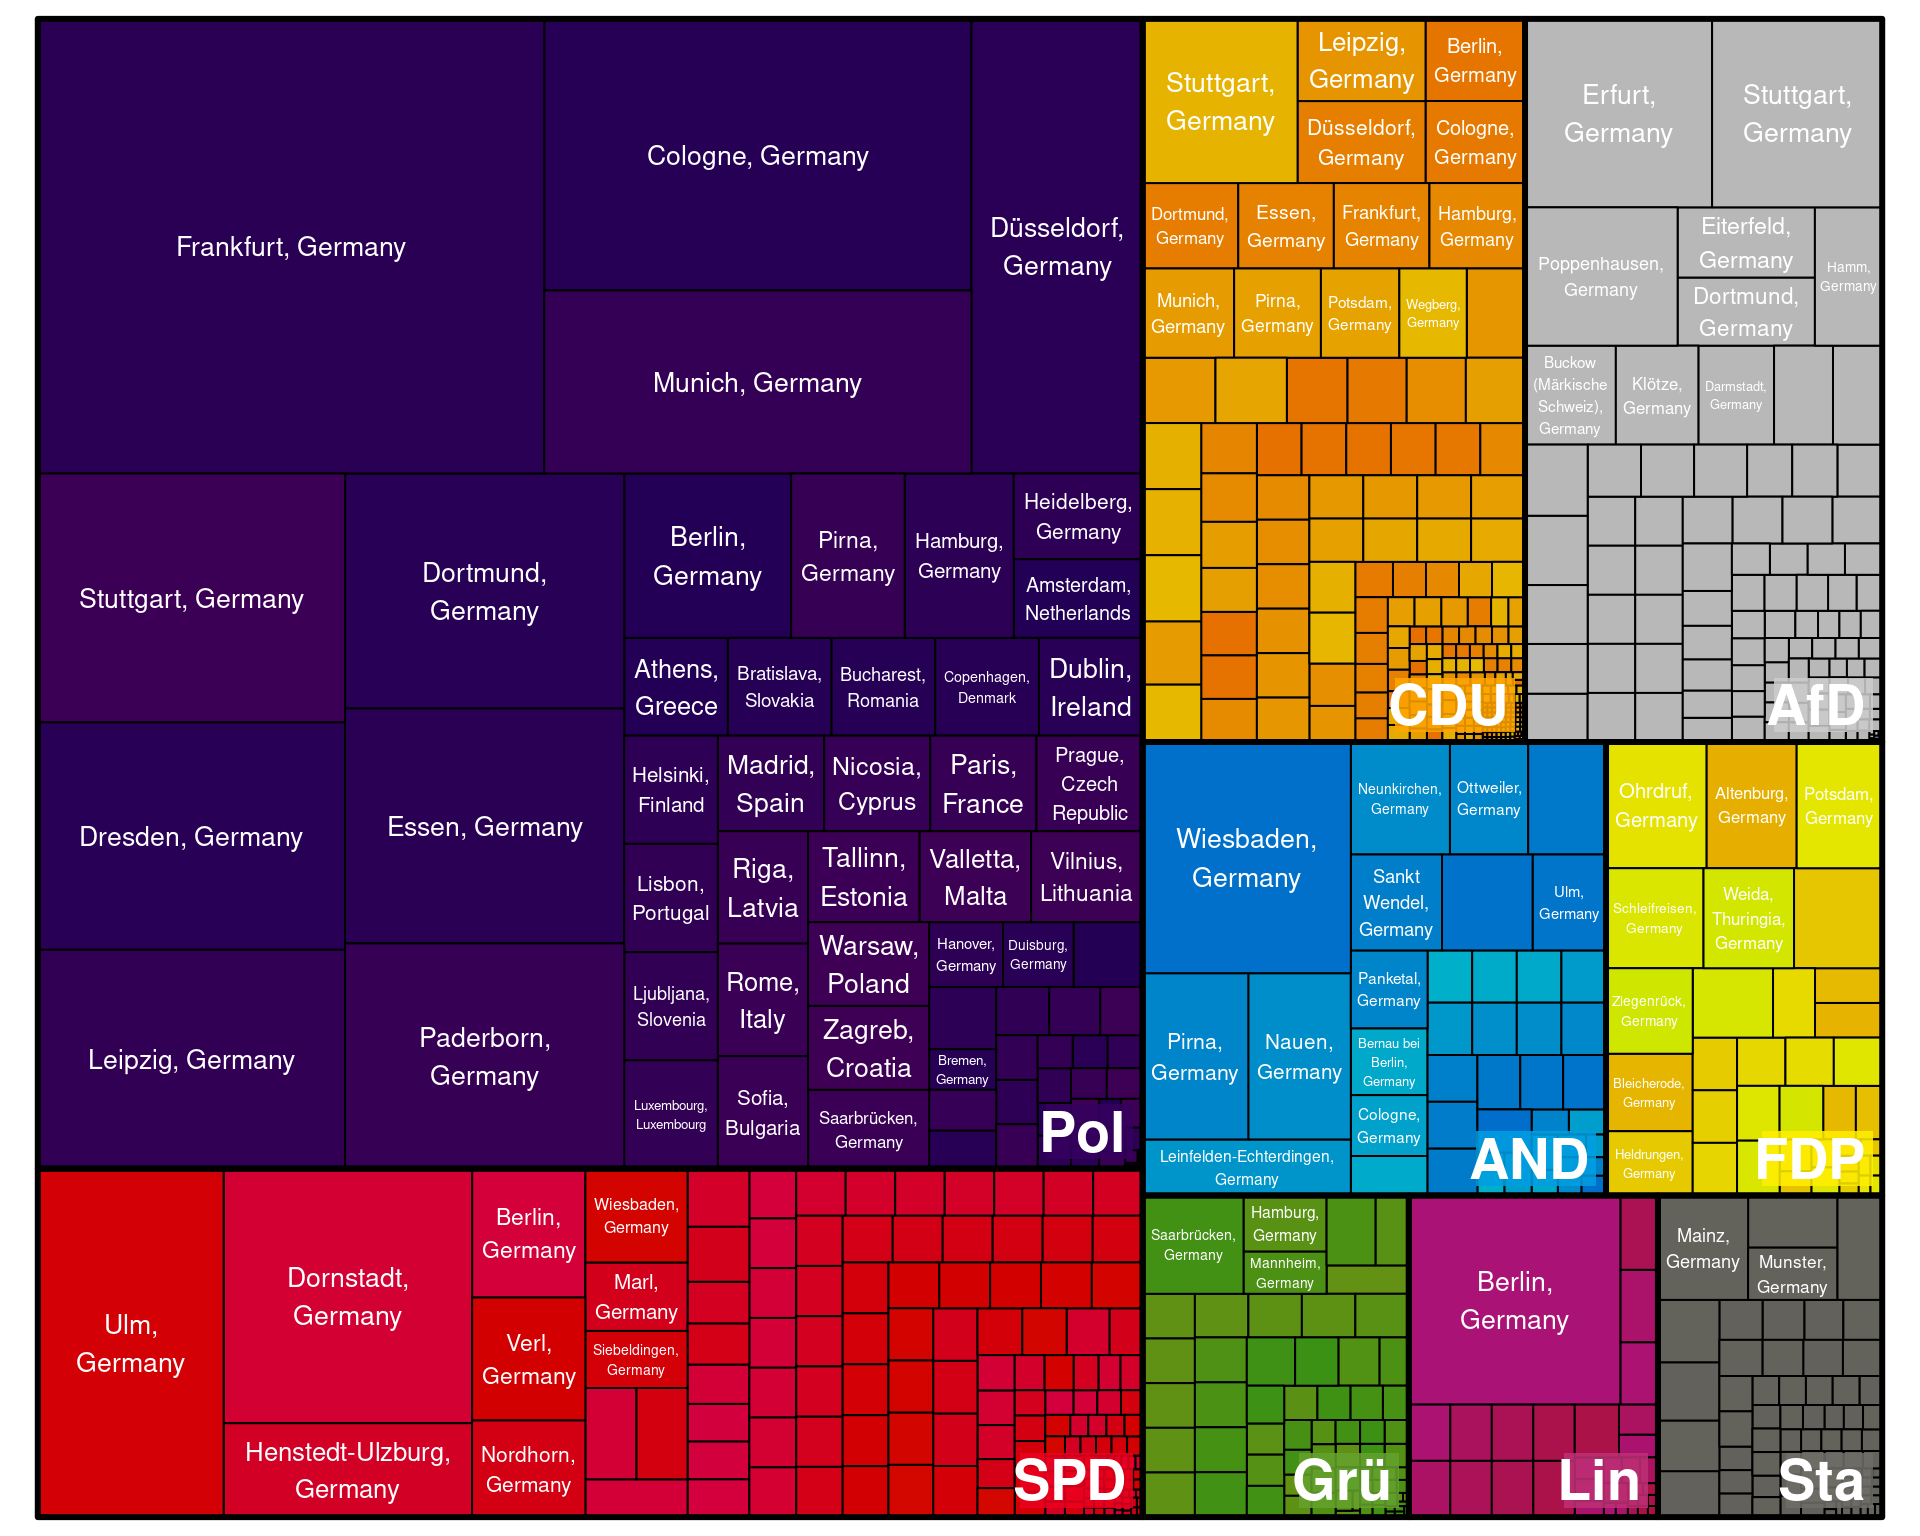 Frankfurt, Germany
Cologne, Germany
Munich, Germany
Düsseldorf,
Germany
Stuttgart, Germany
Dresden, Germany
Leipzig, Germany
Dortmund,
Germany
Essen, Germany
Paderborn,
Germany
Berlin,
Germany
Pirna,
Germany
Hamburg,
Germany
Heidelberg,
Germany
Amsterdam,
Netherlands
Athens,
Greece
Bratislava,
Slovakia
Bucharest,
Romania
Copenhagen,
Denmark
Dublin,
Ireland
Helsinki,
Finland
Lisbon,
Portugal
Ljubljana,
Slovenia
Luxembourg,
Luxembourg
Madrid,
Spain
Nicosia,
Cyprus
Paris,
France
Prague,
Czech
Republic
Riga,
Latvia
Rome,
Italy
Sofia,
Bulgaria
Tallinn,
Estonia
Valletta,
Malta
Vilnius,
Lithuania
Warsaw,
Poland
Zagreb,
Croatia
Saarbrücken,
Germany
Hanover,
Germany
Duisburg,
Germany
Bremen,
Germany
Pol
Stuttgart,
Germany
Leipzig,
Germany
Berlin,
Germany
Düsseldorf,
Germany
Cologne,
Germany
Dortmund,
Germany
Essen,
Germany
Frankfurt,
Germany
Hamburg,
Germany
Munich,
Germany
Pirna,
Germany
Potsdam,
Germany
Wegberg,
Germany
CDU
Erfurt,
Germany
Stuttgart,
Germany
Poppenhausen,
Germany
Eiterfeld,
Germany
Dortmund,
Germany
Hamm,
Germany
Buckow
(Märkische
Schweiz),
Germany
Klötze,
Germany
Darmstadt,
Germany
AfD
Wiesbaden,
Germany
Neunkirchen,
Germany
Ottweiler,
Germany
Sankt
Wendel,
Germany
Ulm,
Germany
Pirna,
Germany
Nauen,
Germany
Panketal,
Germany
Bernau bei
Berlin,
Germany
Cologne,
Germany
Leinfelden-Echterdingen,
Germany
AND
Ohrdruf,
Germany
Altenburg,
Germany
Potsdam,
Germany
Schleifreisen,
Germany
Weida,
Thuringia,
Germany
Ziegenrück,
Germany
Bleicherode,
Germany
Heldrungen,
Germany
FDP
Ulm,
Germany
Dornstadt,
Germany
Henstedt-Ulzburg,
Germany
Berlin,
Germany
Verl,
Germany
Nordhorn,
Germany
Wiesbaden,
Germany
Marl,
Germany
Siebeldingen,
Germany
SPD
Saarbrücken,
Germany
Hamburg,
Germany
Mannheim,
Germany
Grü
Berlin,
Germany
Lin
Mainz,
Germany
Munster,
Germany
Sta